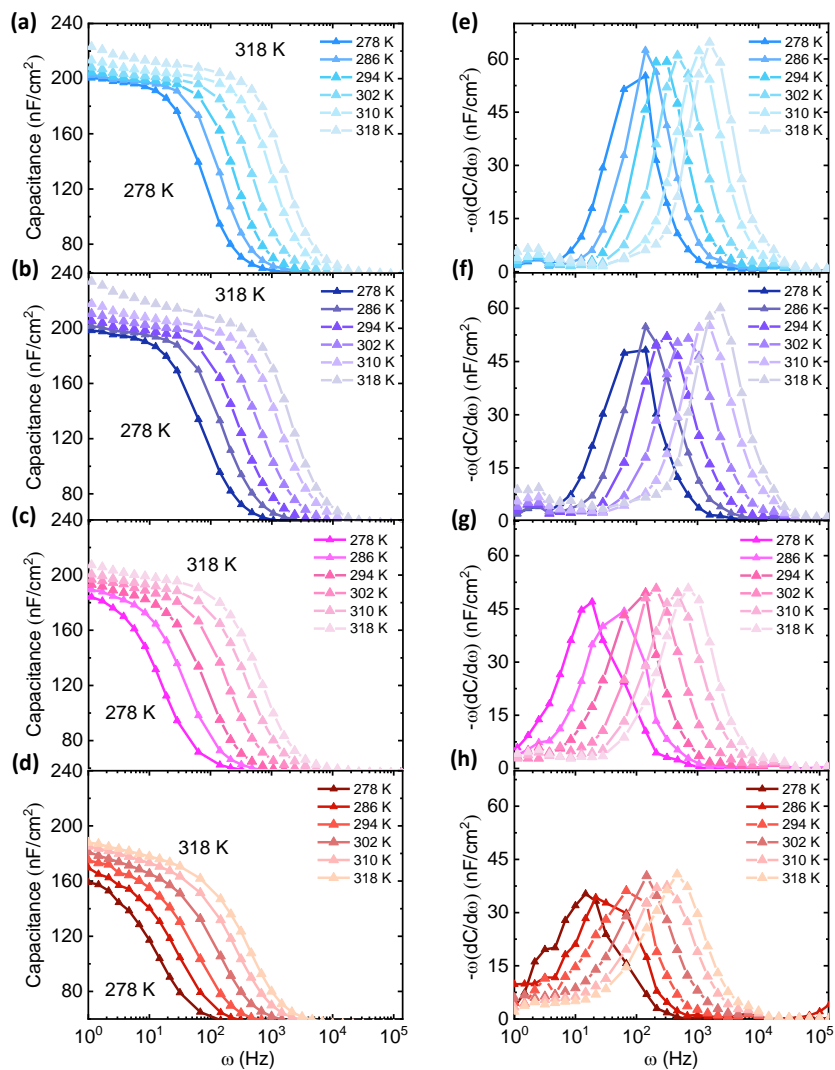 (a)
240
200
160
120
80
Capacitance (nF/cm²)
318 K
278 K
278 K
286 K
294 K
302 K
310 K
318 K
(e)
75
60
45
30
15
0
-ω(dC/dω) (nF/cm²)
278 K
286 K
294 K
302 K
310 K
318 K
(b)
240
200
160
120
80
Capacitance (nF/cm²)
318 K
278 K
278 K
286 K
294 K
302 K
310 K
318 K
(f)
60
45
30
15
0
-ω(dC/dω) (nF/cm²)
278 K
286 K
294 K
302 K
310 K
318 K
(c)
240
200
160
120
80
Capacitance (nF/cm²)
318 K
278 K
278 K
286 K
294 K
302 K
310 K
318 K
(g)
60
45
30
15
0
-ω(dC/dω) (nF/cm²)
278 K
286 K
294 K
302 K
310 K
318 K
(d)
240
200
160
120
80
Capacitance (nF/cm²)
318 K
278 K
278 K
286 K
294 K
302 K
310 K
318 K
10⁰ 10¹ 10² 10³ 10⁴ 10⁵
ω (Hz)
(h)
60
45
30
15
0
-ω(dC/dω) (nF/cm²)
278 K
286 K
294 K
302 K
310 K
318 K
10⁰ 10¹ 10² 10³ 10⁴ 10⁵
ω (Hz)